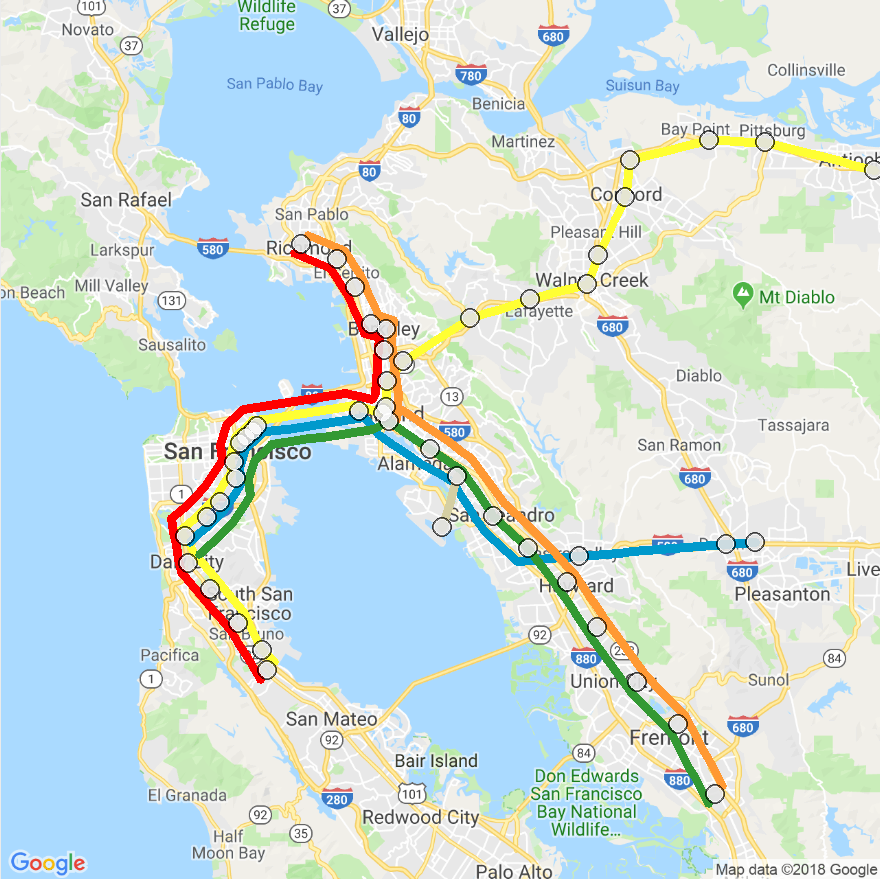 101
Novato
37
Wildlife
Refuge
37
Vallejo
680
Collinsville
780
San Pablo Bay
Suisun Bay
Benicia
80
Martinez
Bay Point
Pittsburg
80
Antioch
San Rafael
San Pablo
Concord
Larkspur
580
Richmond
Pleasant Hill
El Cerrito
Mill Valley
Walnut Creek
on Beach
131
Lafayette
Mt Diablo
Sausalito
Berkeley
680
Diablo
13
Tassajara
580
San Francisco
San Ramon
Alameda
680
1
San Leandro
580
Daly City
680
Live
Hayward
Pleasanton
South San
Francisco
San Bruno
92
Pacifica
880
84
1
Union City
Sunol
San Mateo
92
Fremont
680
84
Bair Island
880
Don Edwards
San Francisco
Bay National
Wildlife...
El Granada
280
101
92
Redwood City
35
Half
Moon Bay
Google
Palo Alto
Map data ©2018 Google